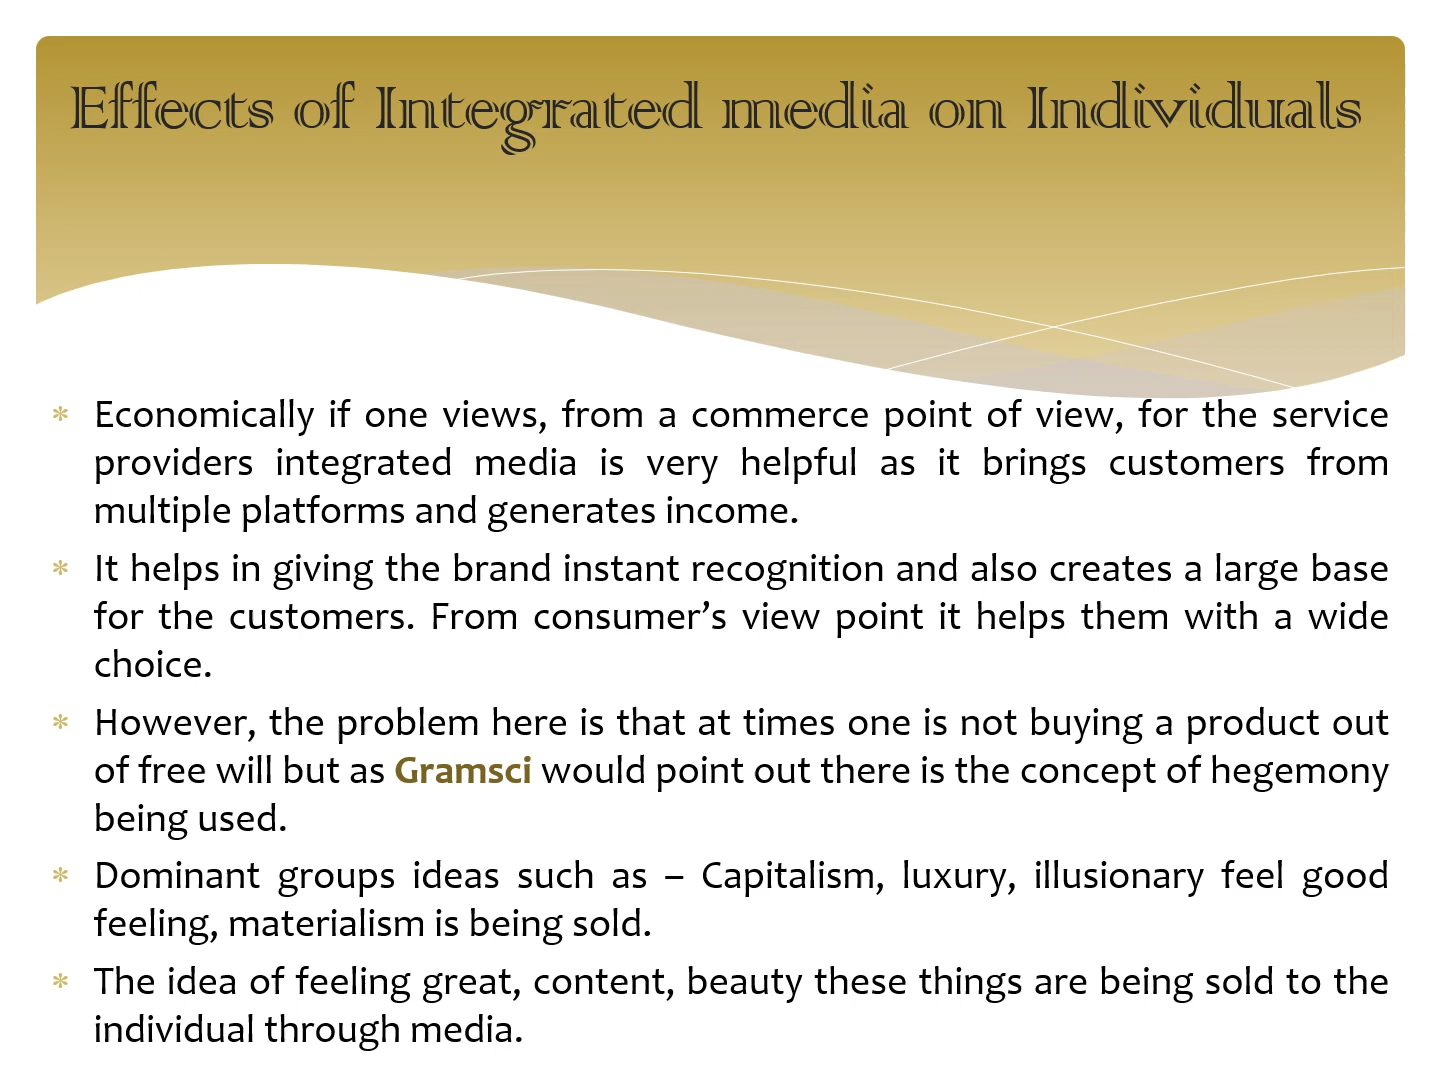 Effects of Integrated media on Individuals
* Economically if one views, from a commerce point of view, for the service
providers integrated media is very helpful as it brings customers from
multiple platforms and generates income.
* It helps in giving the brand instant recognition and also creates a large base
for the customers. From consumer’s view point it helps them with a wide
choice.
* However, the problem here is that at times one is not buying a product out
of free will but as Gramsci would point out there is the concept of hegemony
being used.
* Dominant groups ideas such as – Capitalism, luxury, illusionary feel good
feeling, materialism is being sold.
* The idea of feeling great, content, beauty these things are being sold to the
individual through media.